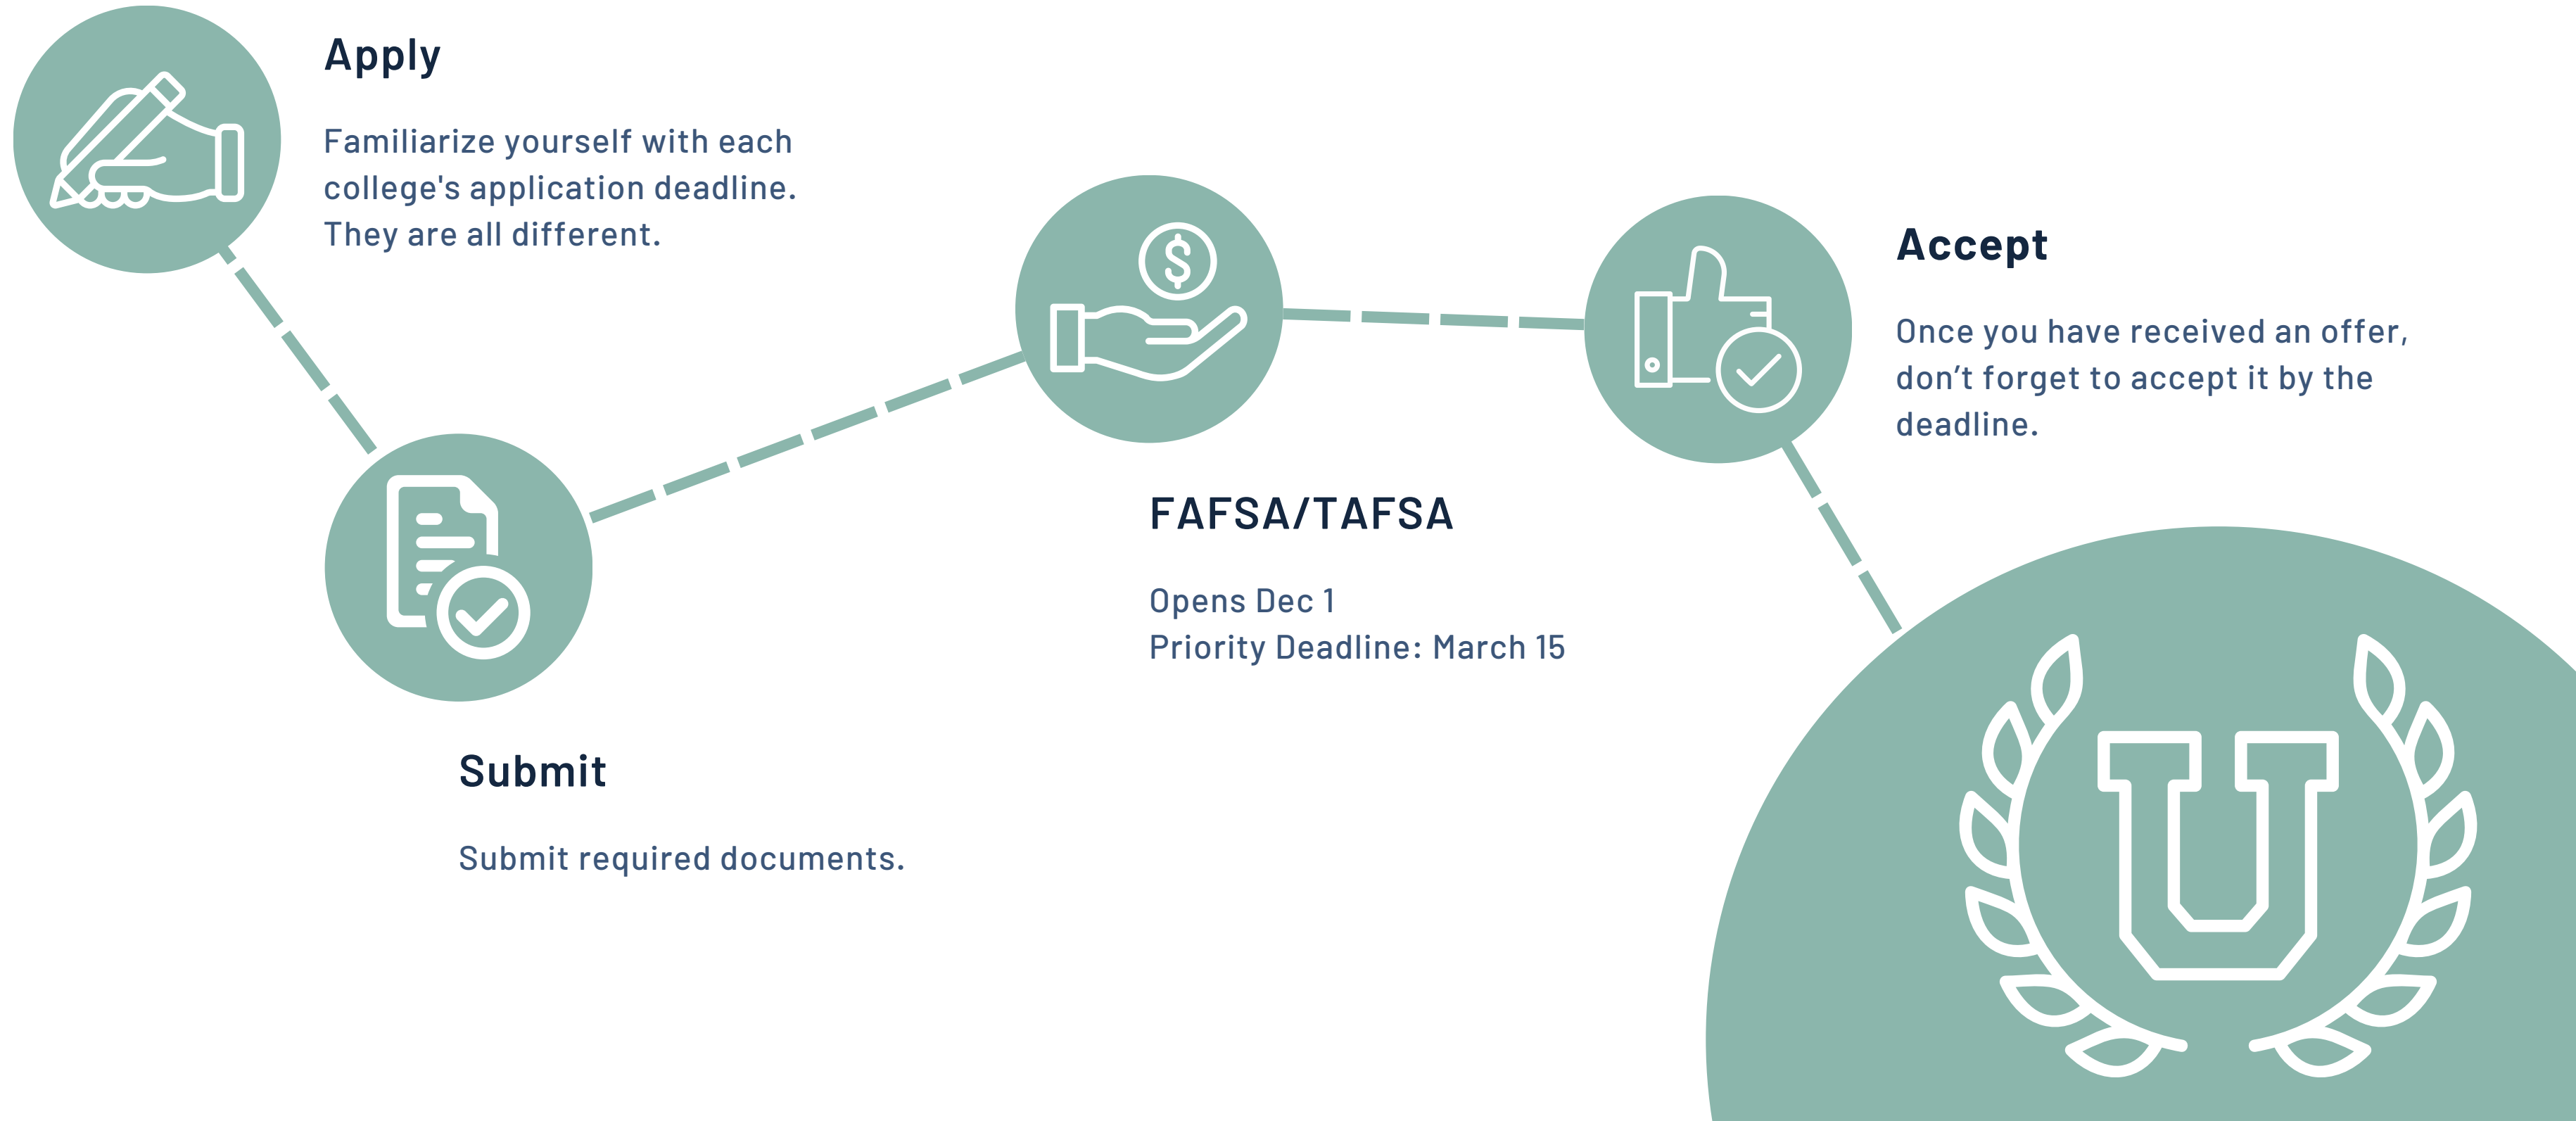 Apply
Familiarize yourself with each
college's application deadline.
They are all different.
Submit
Submit required documents.
$
FAFSA/TAFSA
Opens Dec 1
Priority Deadline: March 15
Accept
Once you have received an offer,
don’t forget to accept it by the
deadline.
U